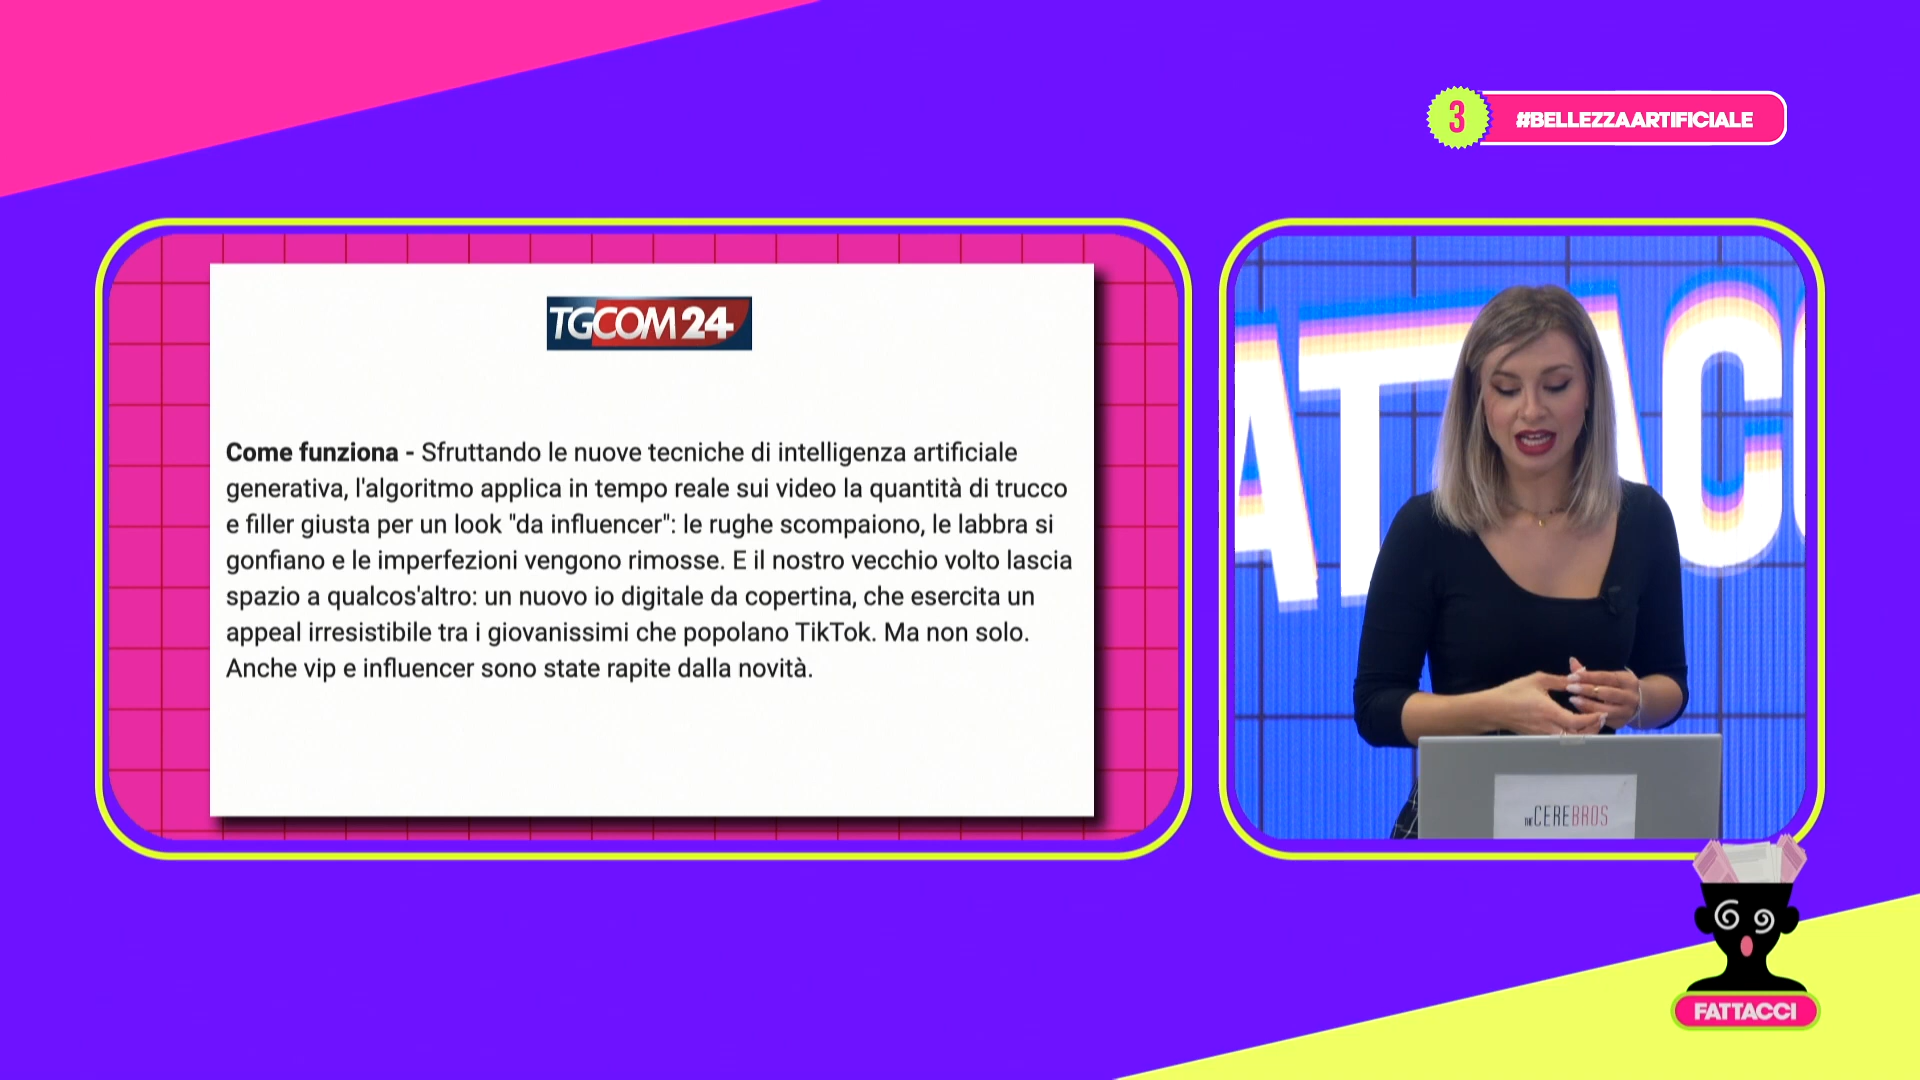 3
#BELLEZZAARTIFICIALE
TGCOM24
Come funziona - Sfruttando le nuove tecniche di intelligenza artificiale
generativa, l'algoritmo applica in tempo reale sui video la quantità di trucco
e filler giusta per un look "da influencer": le rughe scompaiono, le labbra si
gonfiano e le imperfezioni vengono rimosse. E il nostro vecchio volto lascia
spazio a qualcos'altro: un nuovo io digitale da copertina, che esercita un
appeal irresistibile tra i giovanissimi che popolano TikTok. Ma non solo.
Anche vip e influencer sono state rapite dalla novità.
ATTACC
THE CEREBROS
FATTACCI